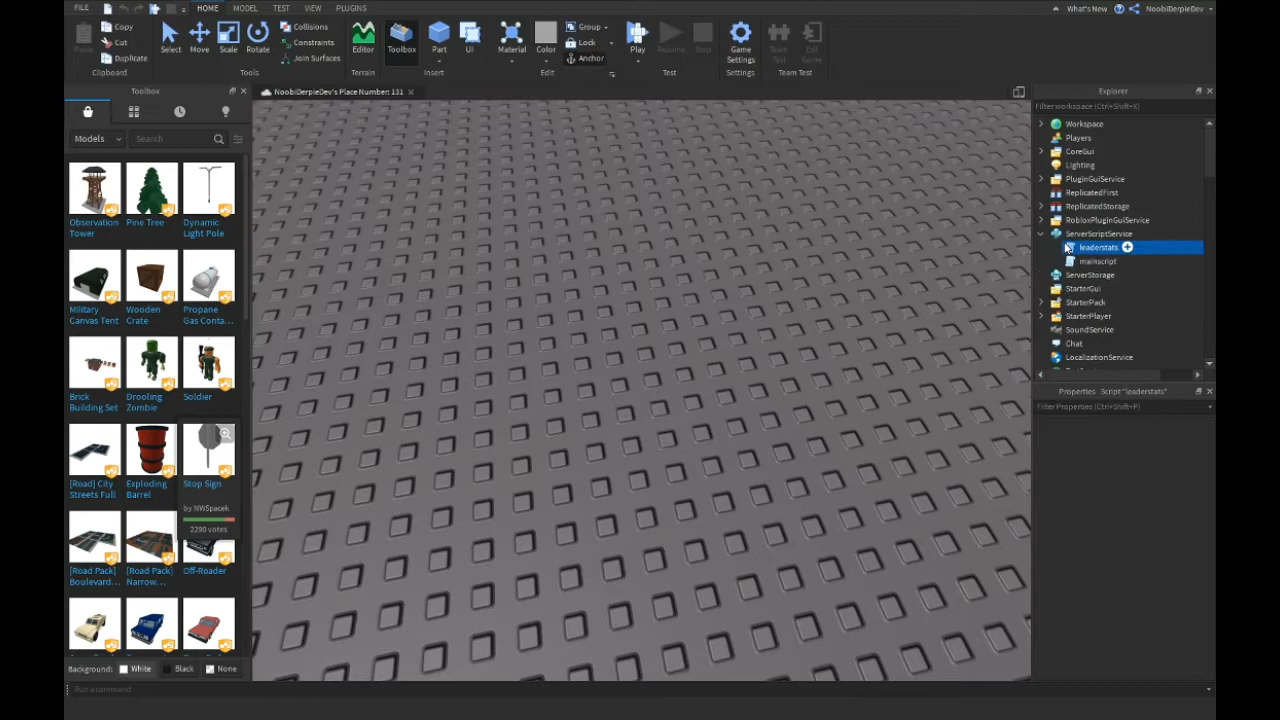 FILE HOME MODEL TEST VIEW PLUGINS What's New NoobiDerpieDev
Copy
Cut
Duplicate
Paste
Clipboard
Select Move Scale Rotate
Collisions
Constraints
Join Surfaces
Tools
Editor
Terrain
Toolbox Part UI
Insert
Material Color
Group
Lock
Anchor
Edit
Play Resume Stop
Test
Game Settings
Settings
Team Test Exit Game
Team Test
Toolbox
NoobiDerpieDev's Place Number: 131
Models Search
Observation Tower Pine Tree Dynamic Light Pole
Military Canvas Tent Wooden Crate Propane Gas Conta...
Brick Building Set Drooling Zombie Soldier
[Road] City Streets Full Exploding Barrel Stop Sign
by NWSpacek
2290 votes
[Road Pack] Boulevard... [Road Pack] Narrow... Off-Roader
Background: White Black None
Run a command
Explorer
Filter workspace (Ctrl+Shift+X)
Workspace
Players
CoreGui
Lighting
PluginGuiService
ReplicatedFirst
ReplicatedStorage
RobloxPluginGuiService
ServerScriptService
leaderstats
mainscript
ServerStorage
StarterGui
StarterPack
StarterPlayer
SoundService
Chat
LocalizationService
Properties Script "leaderstats"
Filter Properties (Ctrl+Shift+P)